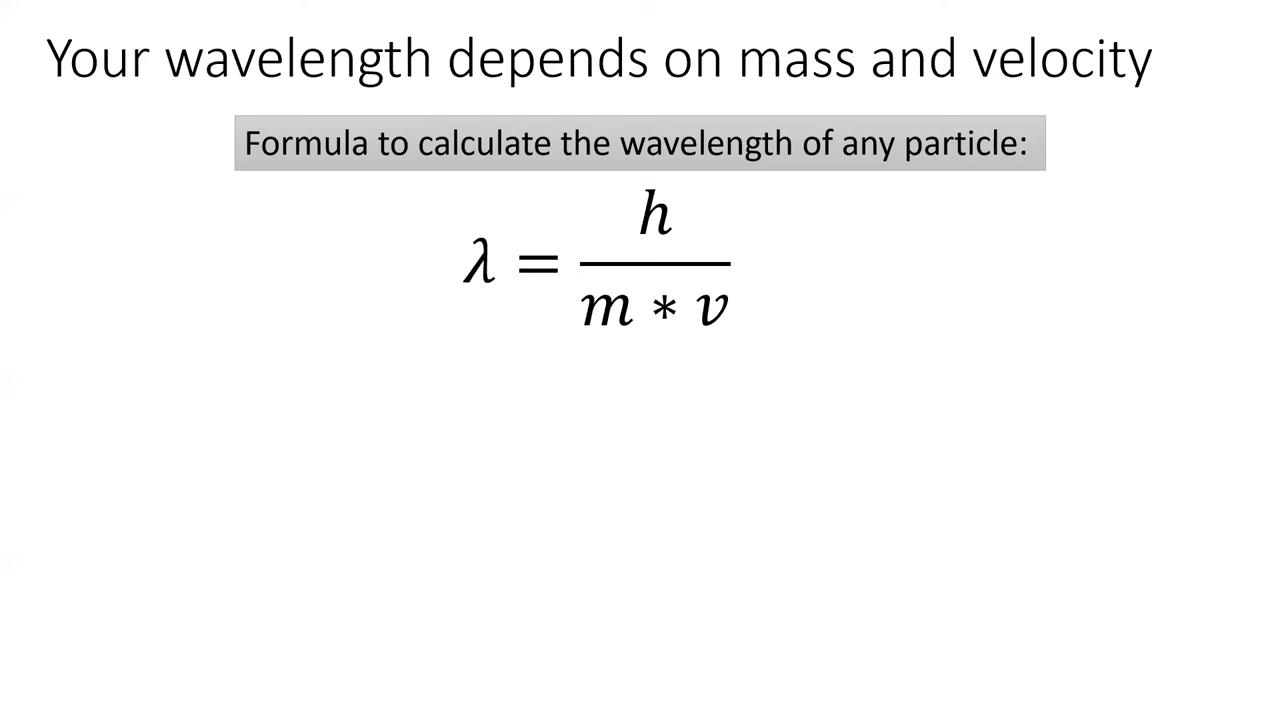 Your wavelength depends on mass and velocity
Formula to calculate the wavelength of any particle:
λ = h / m * v